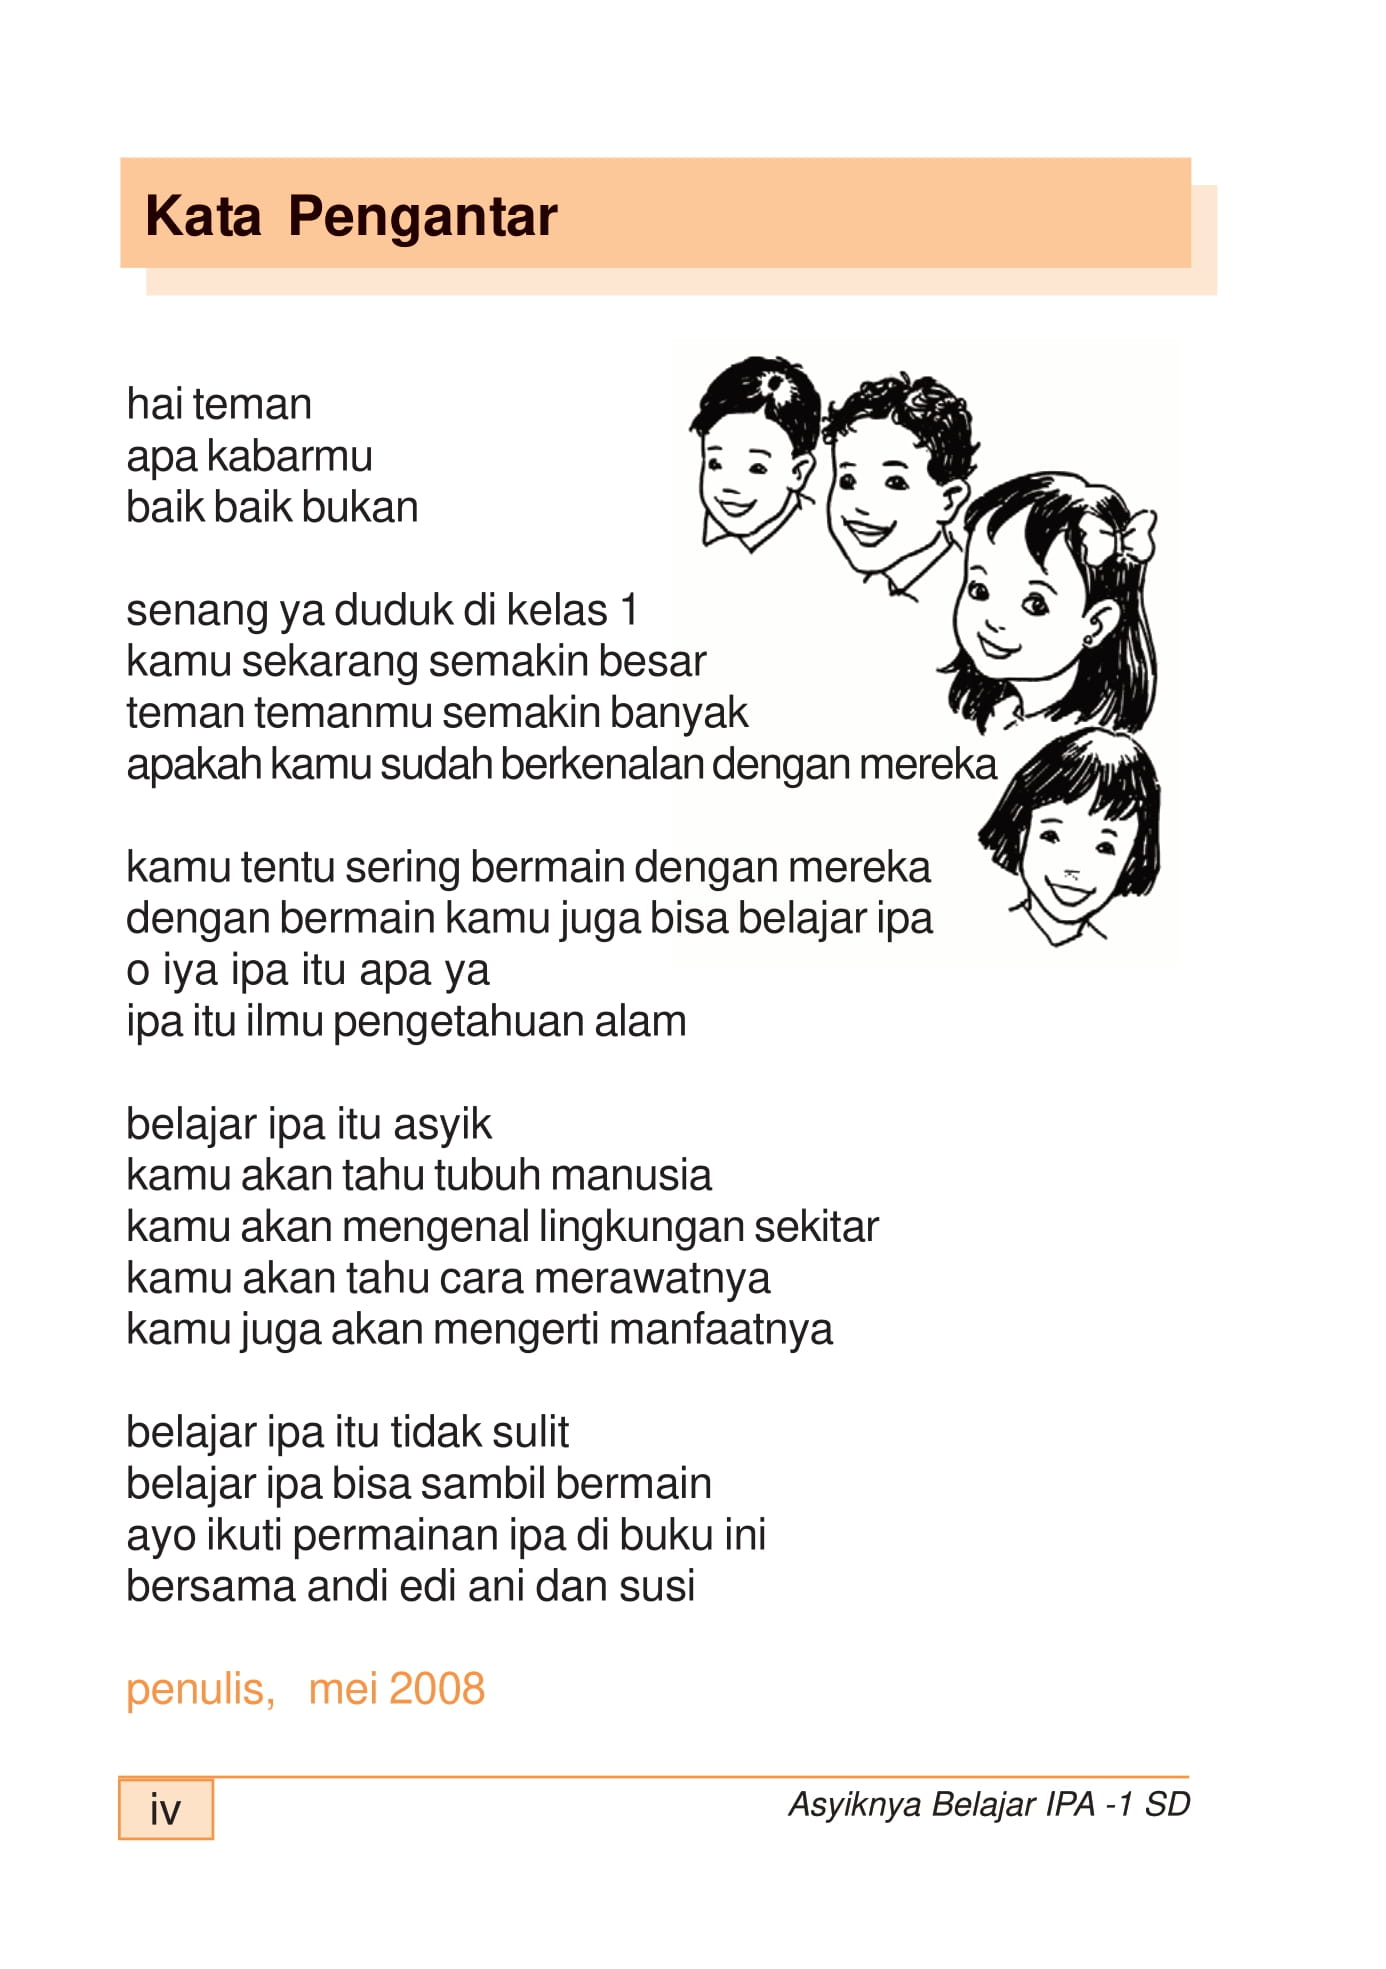 Kata Pengantar
hai teman
apa kabarmu
baik baik bukan
senang ya duduk di kelas 1
kamu sekarang semakin besar
teman temanmu semakin banyak
apakah kamu sudah berkenalan dengan mereka
kamu tentu sering bermain dengan mereka
dengan bermain kamu juga bisa belajar ipa
o iya ipa itu apa ya
ipa itu ilmu pengetahuan alam
belajar ipa itu asyik
kamu akan tahu tubuh manusia
kamu akan mengenal lingkungan sekitar
kamu akan tahu cara merawatnya
kamu juga akan mengerti manfaatnya
belajar ipa itu tidak sulit
belajar ipa bisa sambil bermain
ayo ikuti permainan ipa di buku ini
bersama andi edi ani dan susi
penulis, mei 2008
iv
Asyiknya Belajar IPA -1 SD